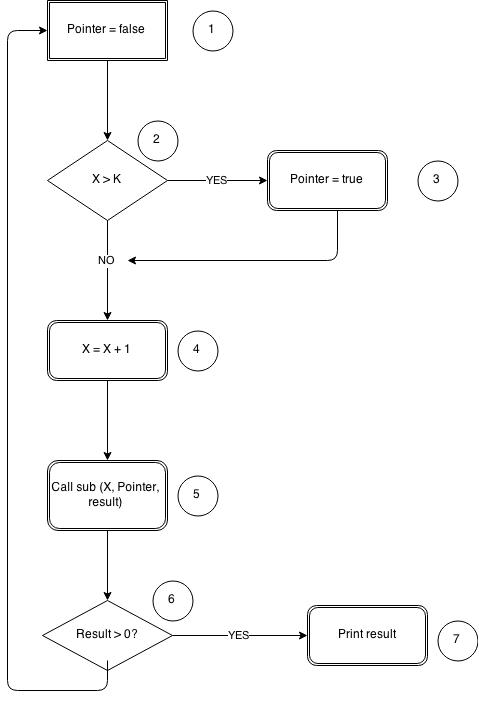 Pointer = false
1
2
X > K
YES
Pointer = true
3
NO
X = X + 1
4
Call sub (X, Pointer,
result)
5
6
Result > 0?
YES
Print result
7